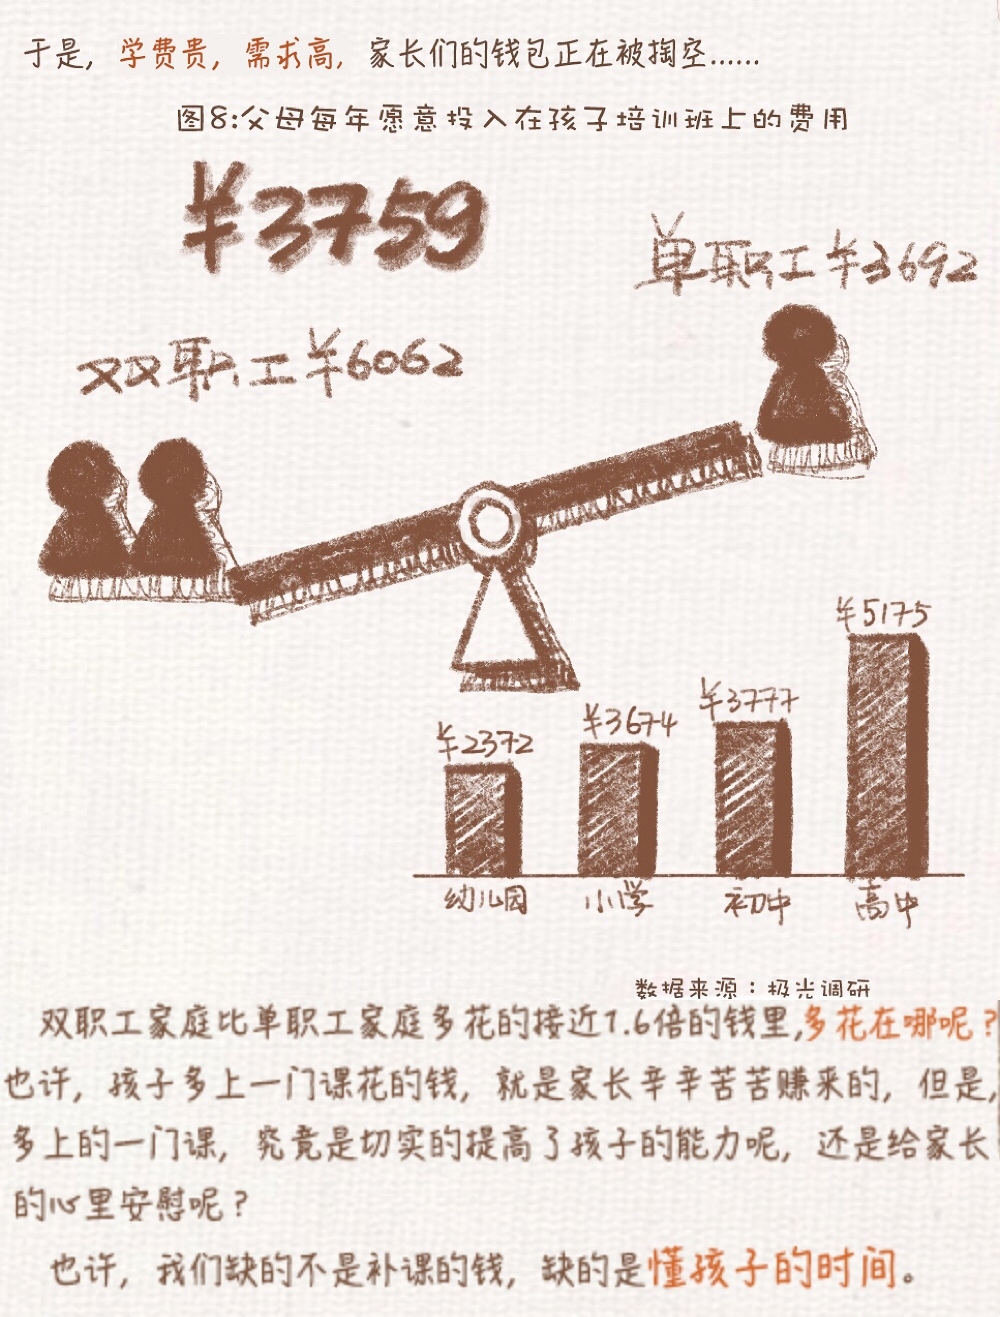 于是，学费贵，需求高，家长们的钱包正在被掏空......
图8:父母每年愿意投入在孩子培训班上的费用
¥3759
单职工¥3692
双职工¥6062
¥5175
¥3777
¥3674
¥2372
幼儿园 小学 初中 高中
数据来源：极光调研
双职工家庭比单职工家庭多花的接近1.6倍的钱里,多花在哪呢？
也许，孩子多上一门课花的钱，就是家长辛辛苦苦赚来的，但是，
多上的一门课，究竟是切实的提高了孩子的能力呢，还是给家长
的心里安慰呢？
也许，我们缺的不是补课的钱，缺的是懂孩子的时间。